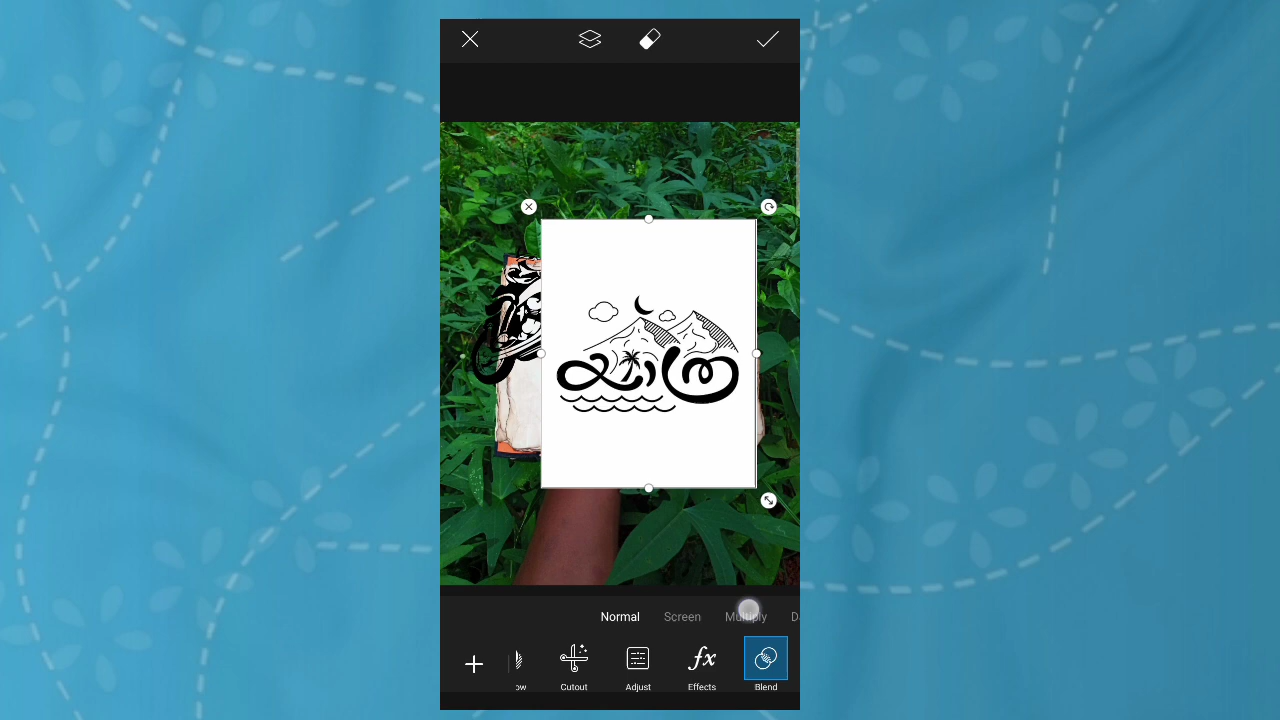 യാത്ര
Normal Screen Multiply
Cutout Adjust Effects Blend